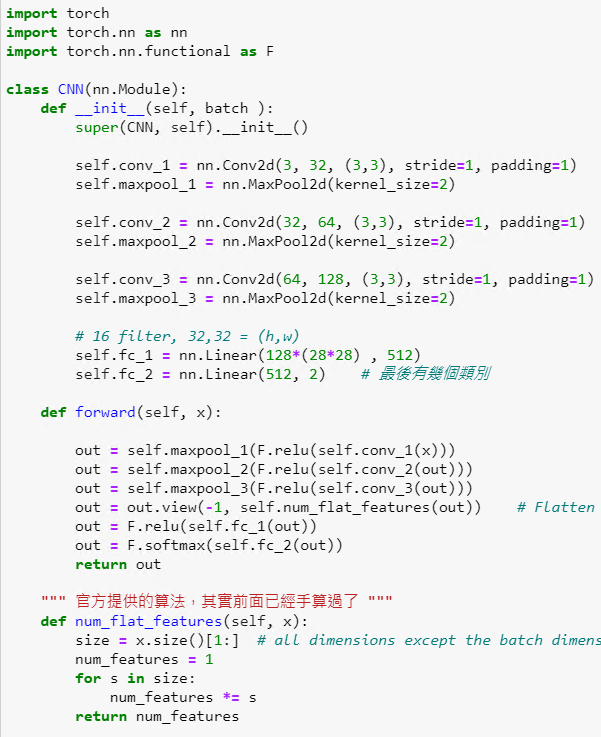 import torch
import torch.nn as nn
import torch.nn.functional as F
class CNN(nn.Module):
    def __init__(self, batch ):
        super(CNN, self).__init__()
        self.conv_1 = nn.Conv2d(3, 32, (3,3), stride=1, padding=1)
        self.maxpool_1 = nn.MaxPool2d(kernel_size=2)
        self.conv_2 = nn.Conv2d(32, 64, (3,3), stride=1, padding=1)
        self.maxpool_2 = nn.MaxPool2d(kernel_size=2)
        self.conv_3 = nn.Conv2d(64, 128, (3,3), stride=1, padding=1)
        self.maxpool_3 = nn.MaxPool2d(kernel_size=2)
        # 16 filter, 32,32 = (h,w)
        self.fc_1 = nn.Linear(128*(28*28) , 512)
        self.fc_2 = nn.Linear(512, 2)    # 最後有幾個類別
    def forward(self, x):
        out = self.maxpool_1(F.relu(self.conv_1(x)))
        out = self.maxpool_2(F.relu(self.conv_2(out)))
        out = self.maxpool_3(F.relu(self.conv_3(out)))
        out = out.view(-1, self.num_flat_features(out))    # Flatten
        out = F.relu(self.fc_1(out))
        out = F.softmax(self.fc_2(out))
        return out
    """ 官方提供的算法，其實前面已經手算過了 """
    def num_flat_features(self, x):
        size = x.size()[1:]  # all dimensions except the batch dimens
        num_features = 1
        for s in size:
            num_features *= s
        return num_features